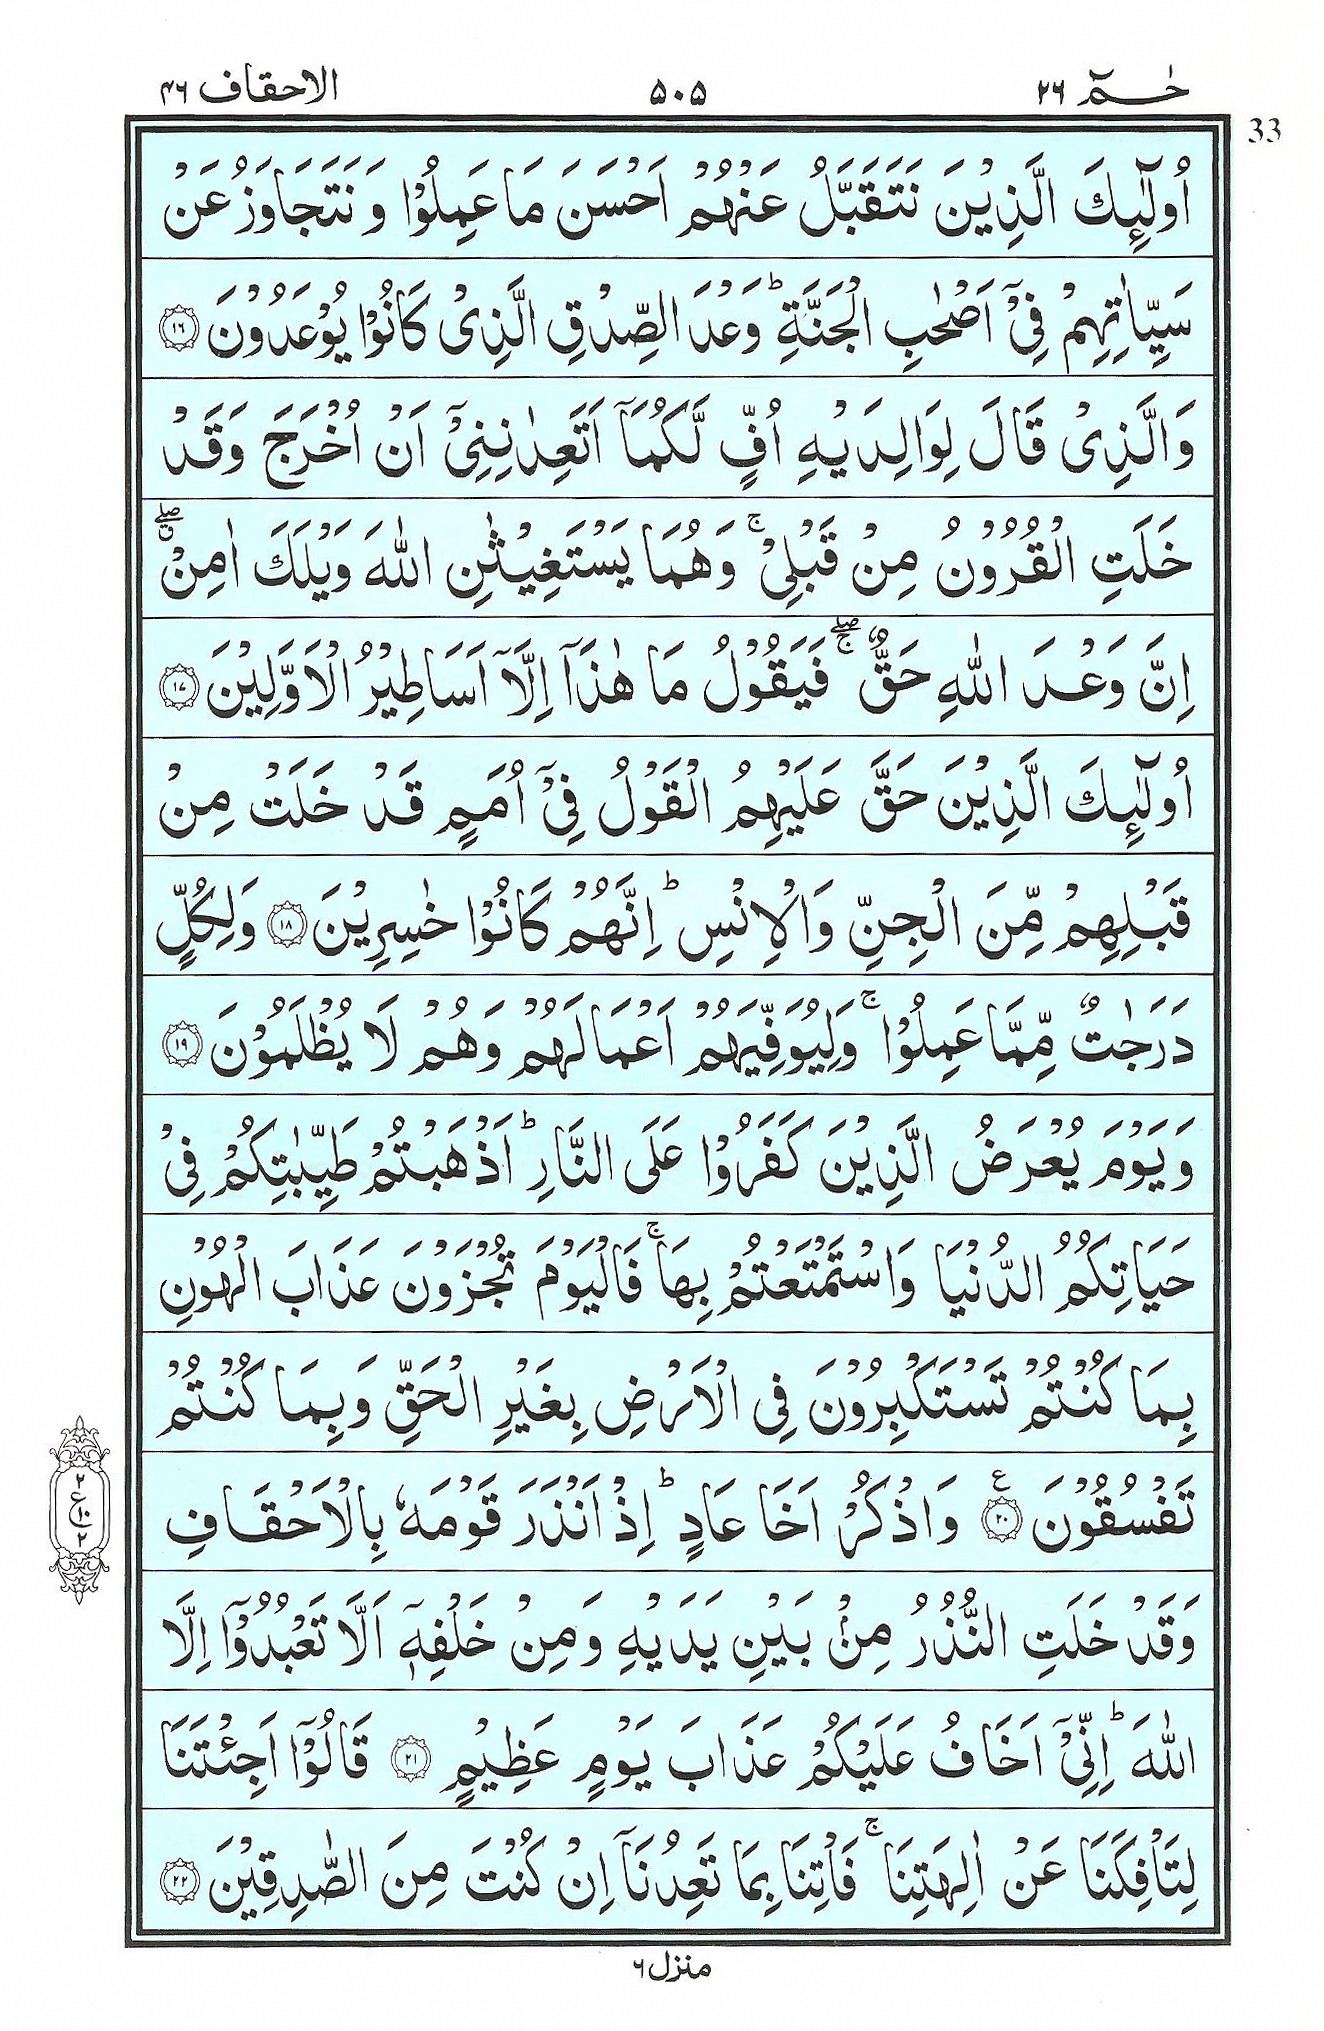 حٰمٓ ٢٦
٥٠٥
الاحقاف ٤٦
33
اُولٰٓئِكَ الَّذِيْنَ نَتَقَبَّلُ عَنْهُمْ اَحْسَنَ مَا عَمِلُوْا وَ نَتَجَاوَزُ عَنْ
سَيِّاٰتِهِمْ فِیْۤ اَصْحٰبِ الْجَنَّةِ ؕ وَعْدَ الصِّدْقِ الَّذِیْ كَانُوْا يُوْعَدُوْنَ ١٦
وَالَّذِیْ قَالَ لِوَالِدَيْهِ اُفٍّ لَّكُمَاۤ اَتَعِدٰنِنِیْۤ اَنْ اُخْرَجَ وَقَدْ
خَلَتِ الْقُرُوْنُ مِنْ قَبْلِیْ ۚ وَهُمَا يَسْتَغِيْثٰنِ اللّٰهَ وَيْلَكَ اٰمِنْ ۖ ق
اِنَّ وَعْدَ اللّٰهِ حَقٌّ ۖۚ فَيَقُوْلُ مَا هٰذَاۤ اِلَّاۤ اَسَاطِيْرُ الْاَوَّلِيْنَ ١٧
اُولٰٓئِكَ الَّذِيْنَ حَقَّ عَلَيْهِمُ الْقَوْلُ فِیْۤ اُمَمٍ قَدْ خَلَتْ مِنْ
قَبْلِهِمْ مِّنَ الْجِنِّ وَالْاِنْسِ ؕ اِنَّهُمْ كَانُوْا خٰسِرِيْنَ ١٨ وَلِكُلٍّ
دَرَجٰتٌ مِّمَّا عَمِلُوْا ۚ وَلِيُوَفِّيَهُمْ اَعْمَالَهُمْ وَهُمْ لَا يُظْلَمُوْنَ ١٩
وَيَوْمَ يُعْرَضُ الَّذِيْنَ كَفَرُوْا عَلَی النَّارِ ؕ اَذْهَبْتُمْ طَيِّبٰتِكُمْ فِیْ
حَيَاتِكُمُ الدُّنْيَا وَاسْتَمْتَعْتُمْ بِهَا ۚ فَالْيَوْمَ تُجْزَوْنَ عَذَابَ الْهُوْنِ
بِمَا كُنْتُمْ تَسْتَكْبِرُوْنَ فِی الْاَرْضِ بِغَيْرِ الْحَقِّ وَبِمَا كُنْتُمْ
تَفْسُقُوْنَ ٢٠ ع وَاذْكُرْ اَخَا عَادٍ ؕ اِذْ اَنْذَرَ قَوْمَهٗ بِالْاَحْقَافِ
وَقَدْ خَلَتِ النُّذُرُ مِنْۢ بَيْنِ يَدَيْهِ وَمِنْ خَلْفِهٖۤ اَلَّا تَعْبُدُوْۤا اِلَّا
اللّٰهَ ؕ اِنِّیْۤ اَخَافُ عَلَيْكُمْ عَذَابَ يَوْمٍ عَظِيْمٍ ٢١ قَالُوْۤا اَجِئْتَنَا
لِتَاْفِكَنَا عَنْ اٰلِهَتِنَا ۚ فَاْتِنَا بِمَا تَعِدُنَاۤ اِنْ كُنْتَ مِنَ الصّٰدِقِيْنَ ٢٢
٢
ع ١٠
٢
منزل ٦